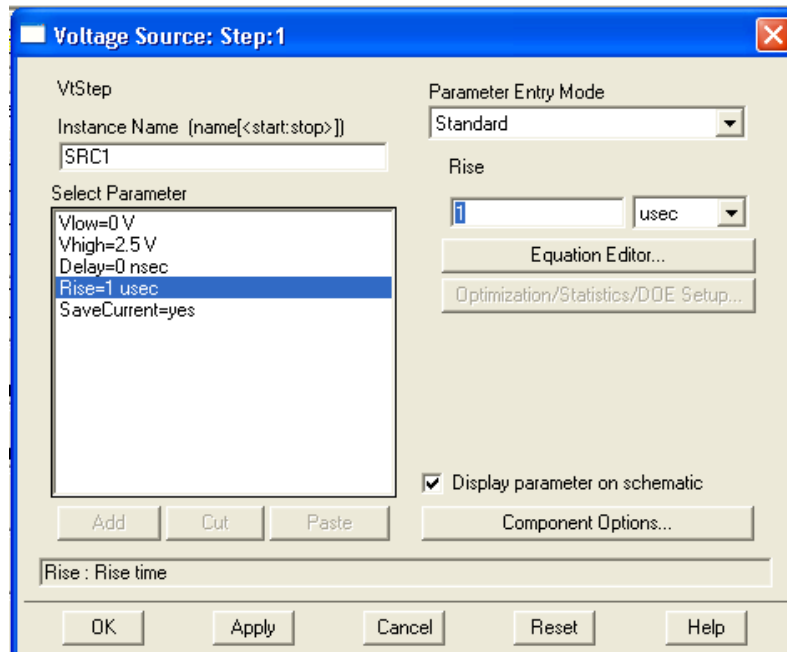 Voltage Source: Step:1
VtStep
Instance Name (name[<start:stop>])
SRC1
Select Parameter
Vlow=0 V
Vhigh=2.5 V
Delay=0 nsec
Rise=1 usec
SaveCurrent=yes
Add
Cut
Paste
Parameter Entry Mode
Standard
Rise
1
usec
Equation Editor...
Optimization/Statistics/DOE Setup...
Display parameter on schematic
Component Options...
Rise : Rise time
OK
Apply
Cancel
Reset
Help